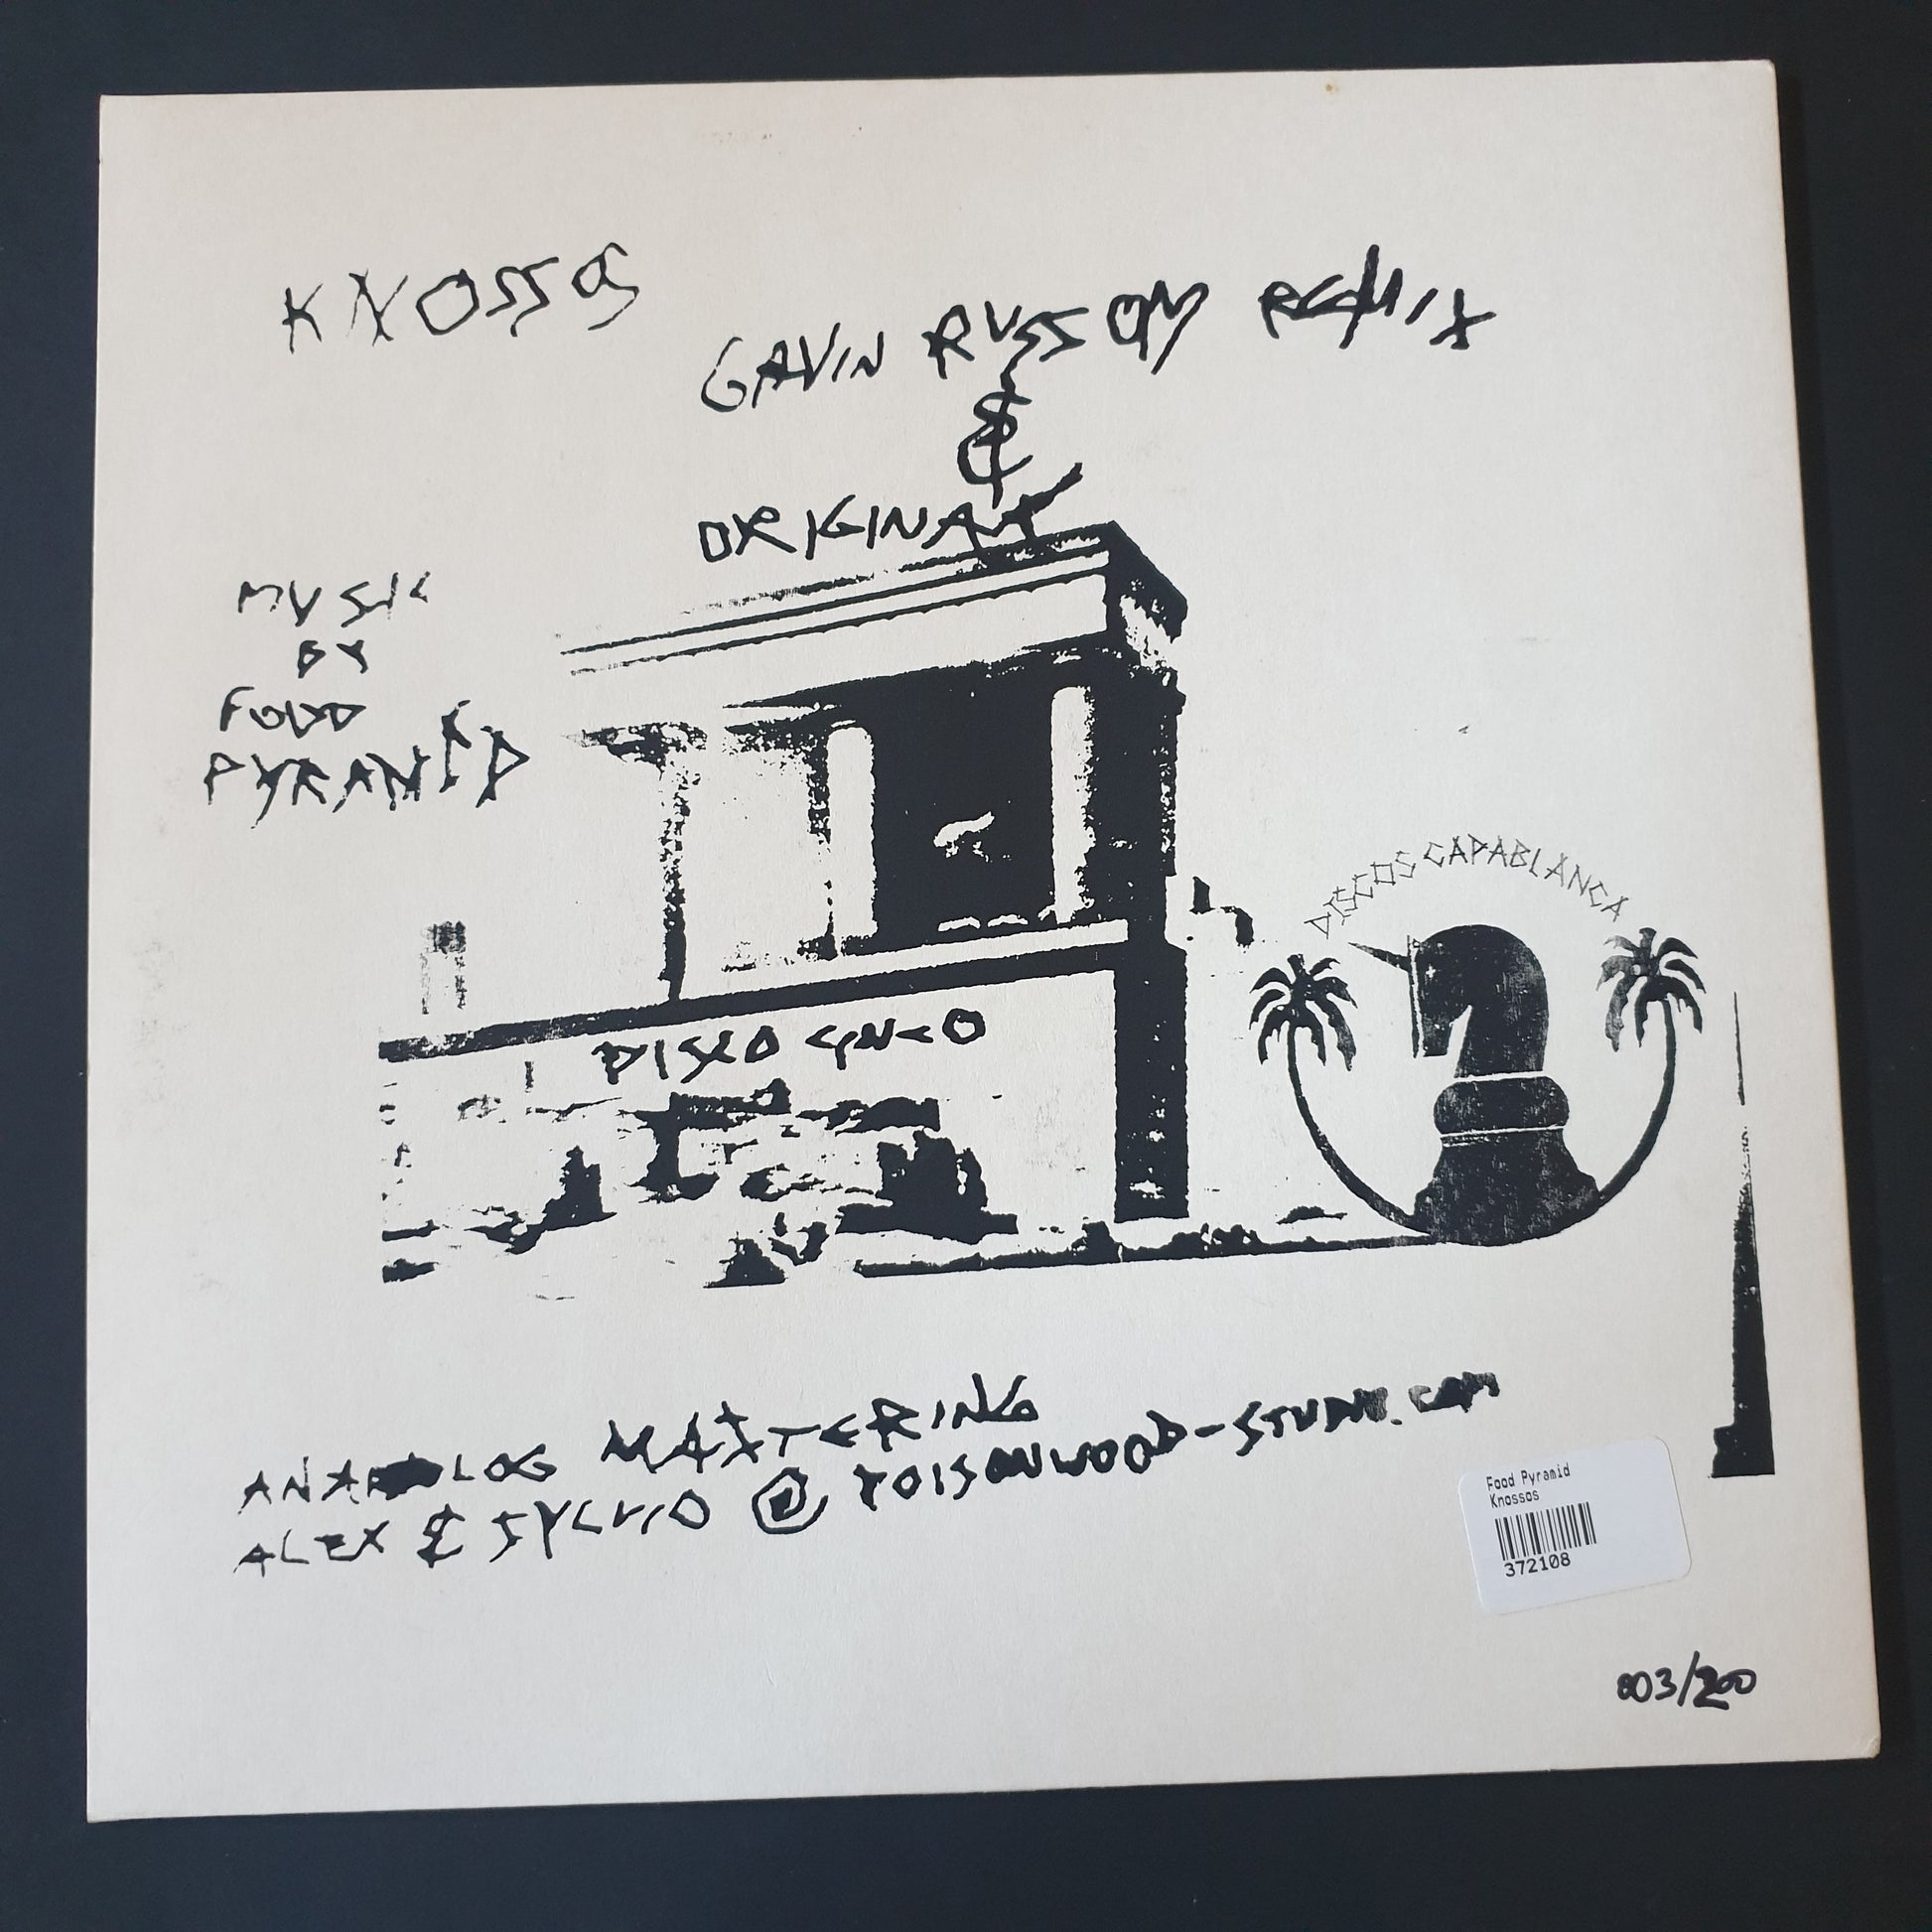 KNOSSOS
GAVIN RUSSOM REMIX
&
ORIGINAL
MUSIC
BY
FOOD
PYRAMID
DISCOS CAPABLANCA
DISCO CINCO
ANALOG MASTERING
ALEX & SYLVIO @ POISONWOOD-STUDIO.COM
Food Pyramid
Knossos
372108
003/200